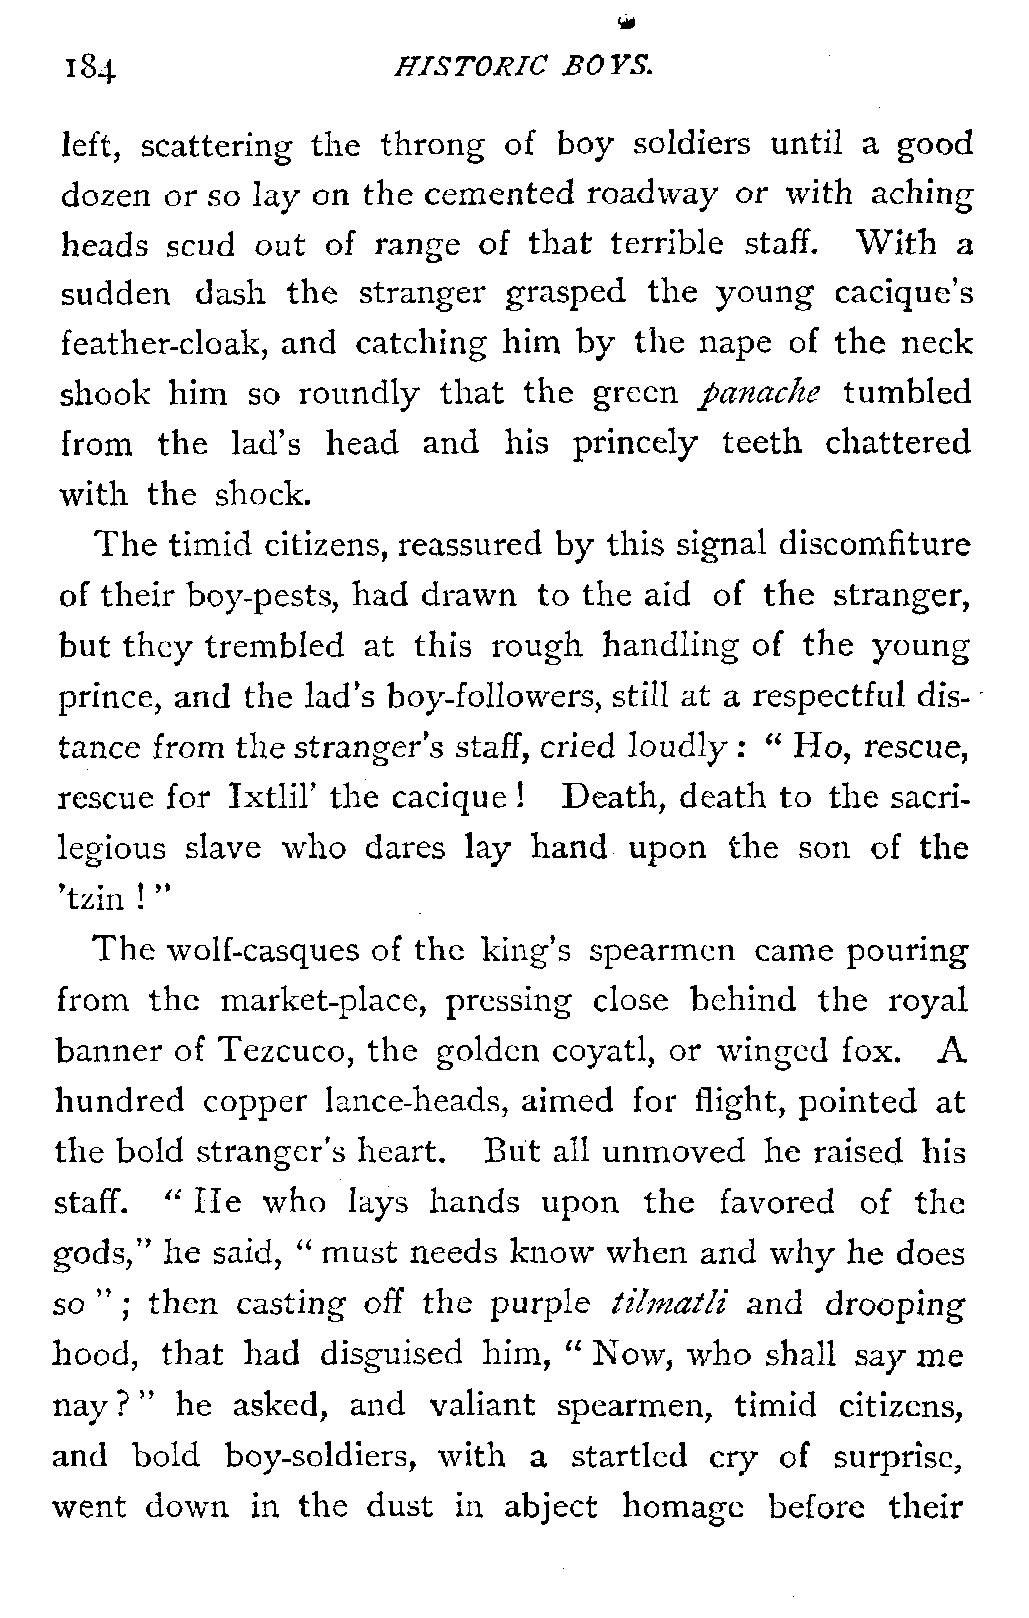 184 HISTORIC BOYS.
left, scattering the throng of boy soldiers until a good
dozen or so lay on the cemented roadway or with aching
heads scud out of range of that terrible staff. With a
sudden dash the stranger grasped the young cacique's
feather-cloak, and catching him by the nape of the neck
shook him so roundly that the green panache tumbled
from the lad's head and his princely teeth chattered
with the shock.
The timid citizens, reassured by this signal discomfiture
of their boy-pests, had drawn to the aid of the stranger,
but they trembled at this rough handling of the young
prince, and the lad's boy-followers, still at a respectful dis-
tance from the stranger's staff, cried loudly: "Ho, rescue,
rescue for Ixtlil' the cacique! Death, death to the sacri-
legious slave who dares lay hand upon the son of the
'tzin!"
The wolf-casques of the king's spearmen came pouring
from the market-place, pressing close behind the royal
banner of Tezcuco, the golden coyatl, or winged fox. A
hundred copper lance-heads, aimed for flight, pointed at
the bold stranger's heart. But all unmoved he raised his
staff. "He who lays hands upon the favored of the
gods," he said, "must needs know when and why he does
so"; then casting off the purple tilmatli and drooping
hood, that had disguised him, "Now, who shall say me
nay?" he asked, and valiant spearmen, timid citizens,
and bold boy-soldiers, with a startled cry of surprise,
went down in the dust in abject homage before their